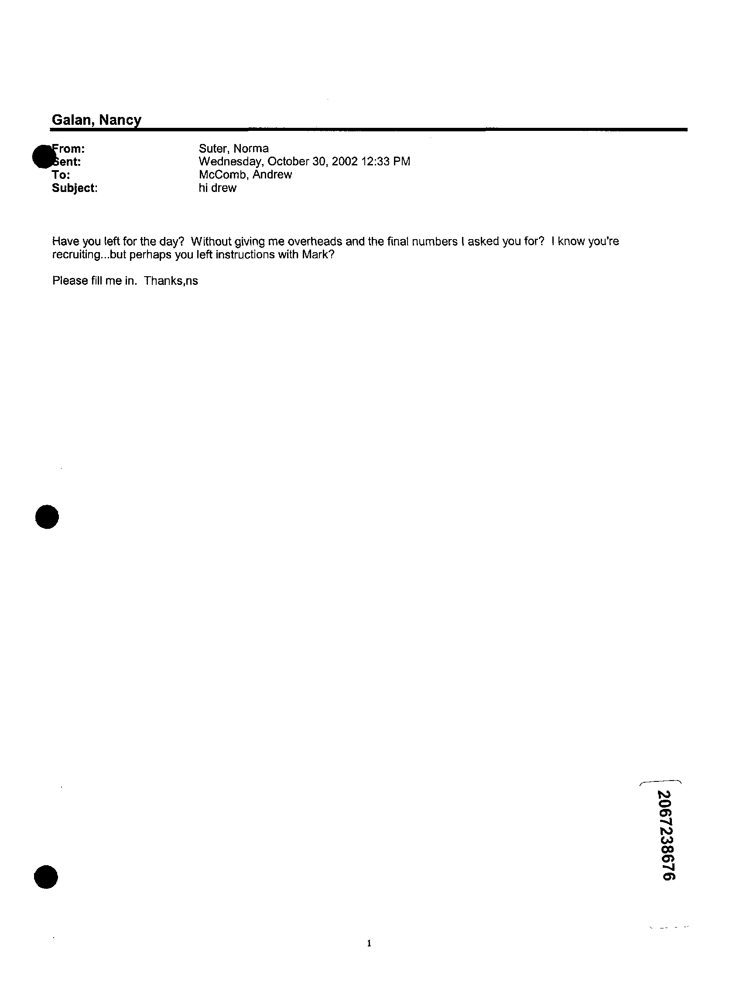 Galan, Nancy
From: Suter, Norma
Sent: Wednesday, October 30, 2002 12:33 PM
To: McComb, Andrew
Subject: hi drew
Have you left for the day? Without giving me overheads and the final numbers I asked you for? I know you're
recruiting...but perhaps you left instructions with Mark?
Please fill me in. Thanks,ns
2067238676
1